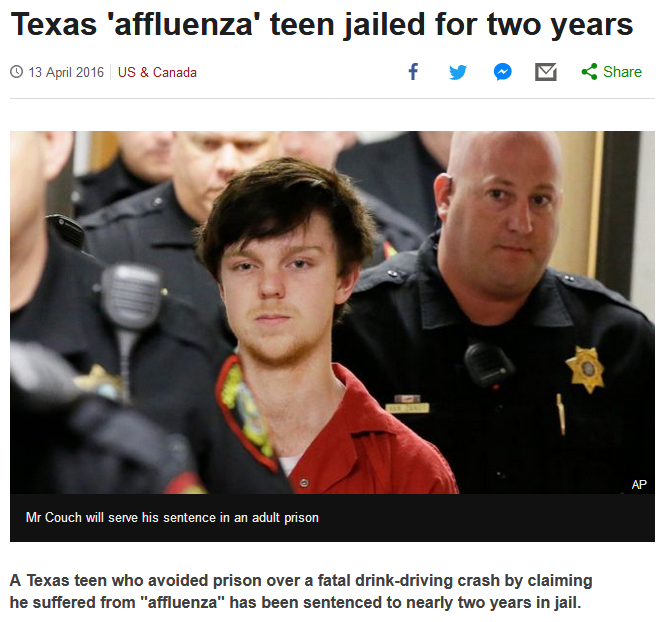 Texas 'affluenza' teen jailed for two years
13 April 2016 US & Canada
Share
AP
Mr Couch will serve his sentence in an adult prison
A Texas teen who avoided prison over a fatal drink-driving crash by claiming
he suffered from "affluenza" has been sentenced to nearly two years in jail.